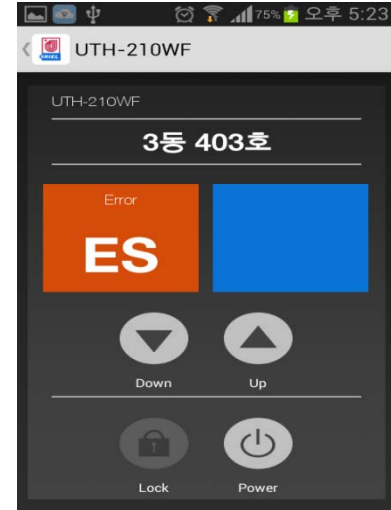 75% 오후 5:23
UTH-210WF
UTH-210WF
3동 403호
Error
ES
Down
Up
Lock
Power